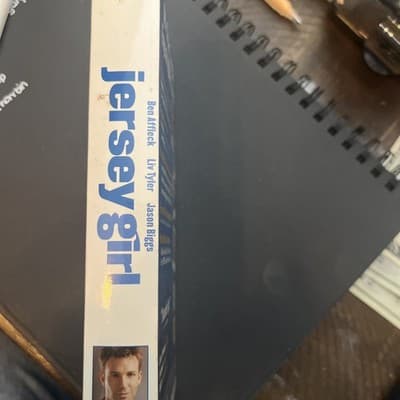 Ben Affleck Liv Tyler Jason Biggs
jersey girl